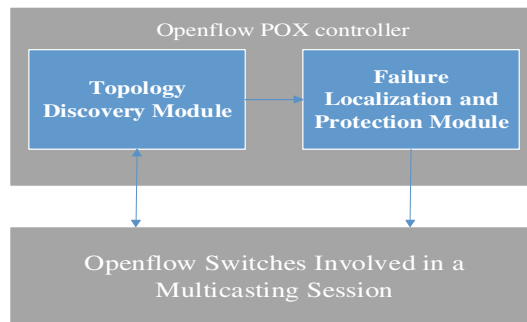 Openflow POX controller
Topology
Discovery Module
Failure
Localization and
Protection Module
Openflow Switches Involved in a
Multicasting Session